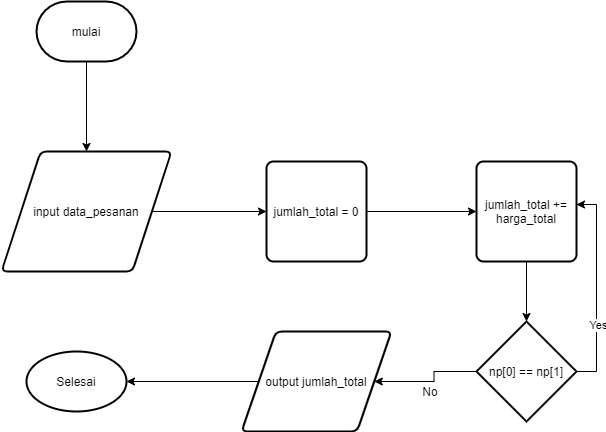 mulai
input data_pesanan
jumlah_total = 0
jumlah_total +=
harga_total
Yes
np[0] == np[1]
No
output jumlah_total
Selesai